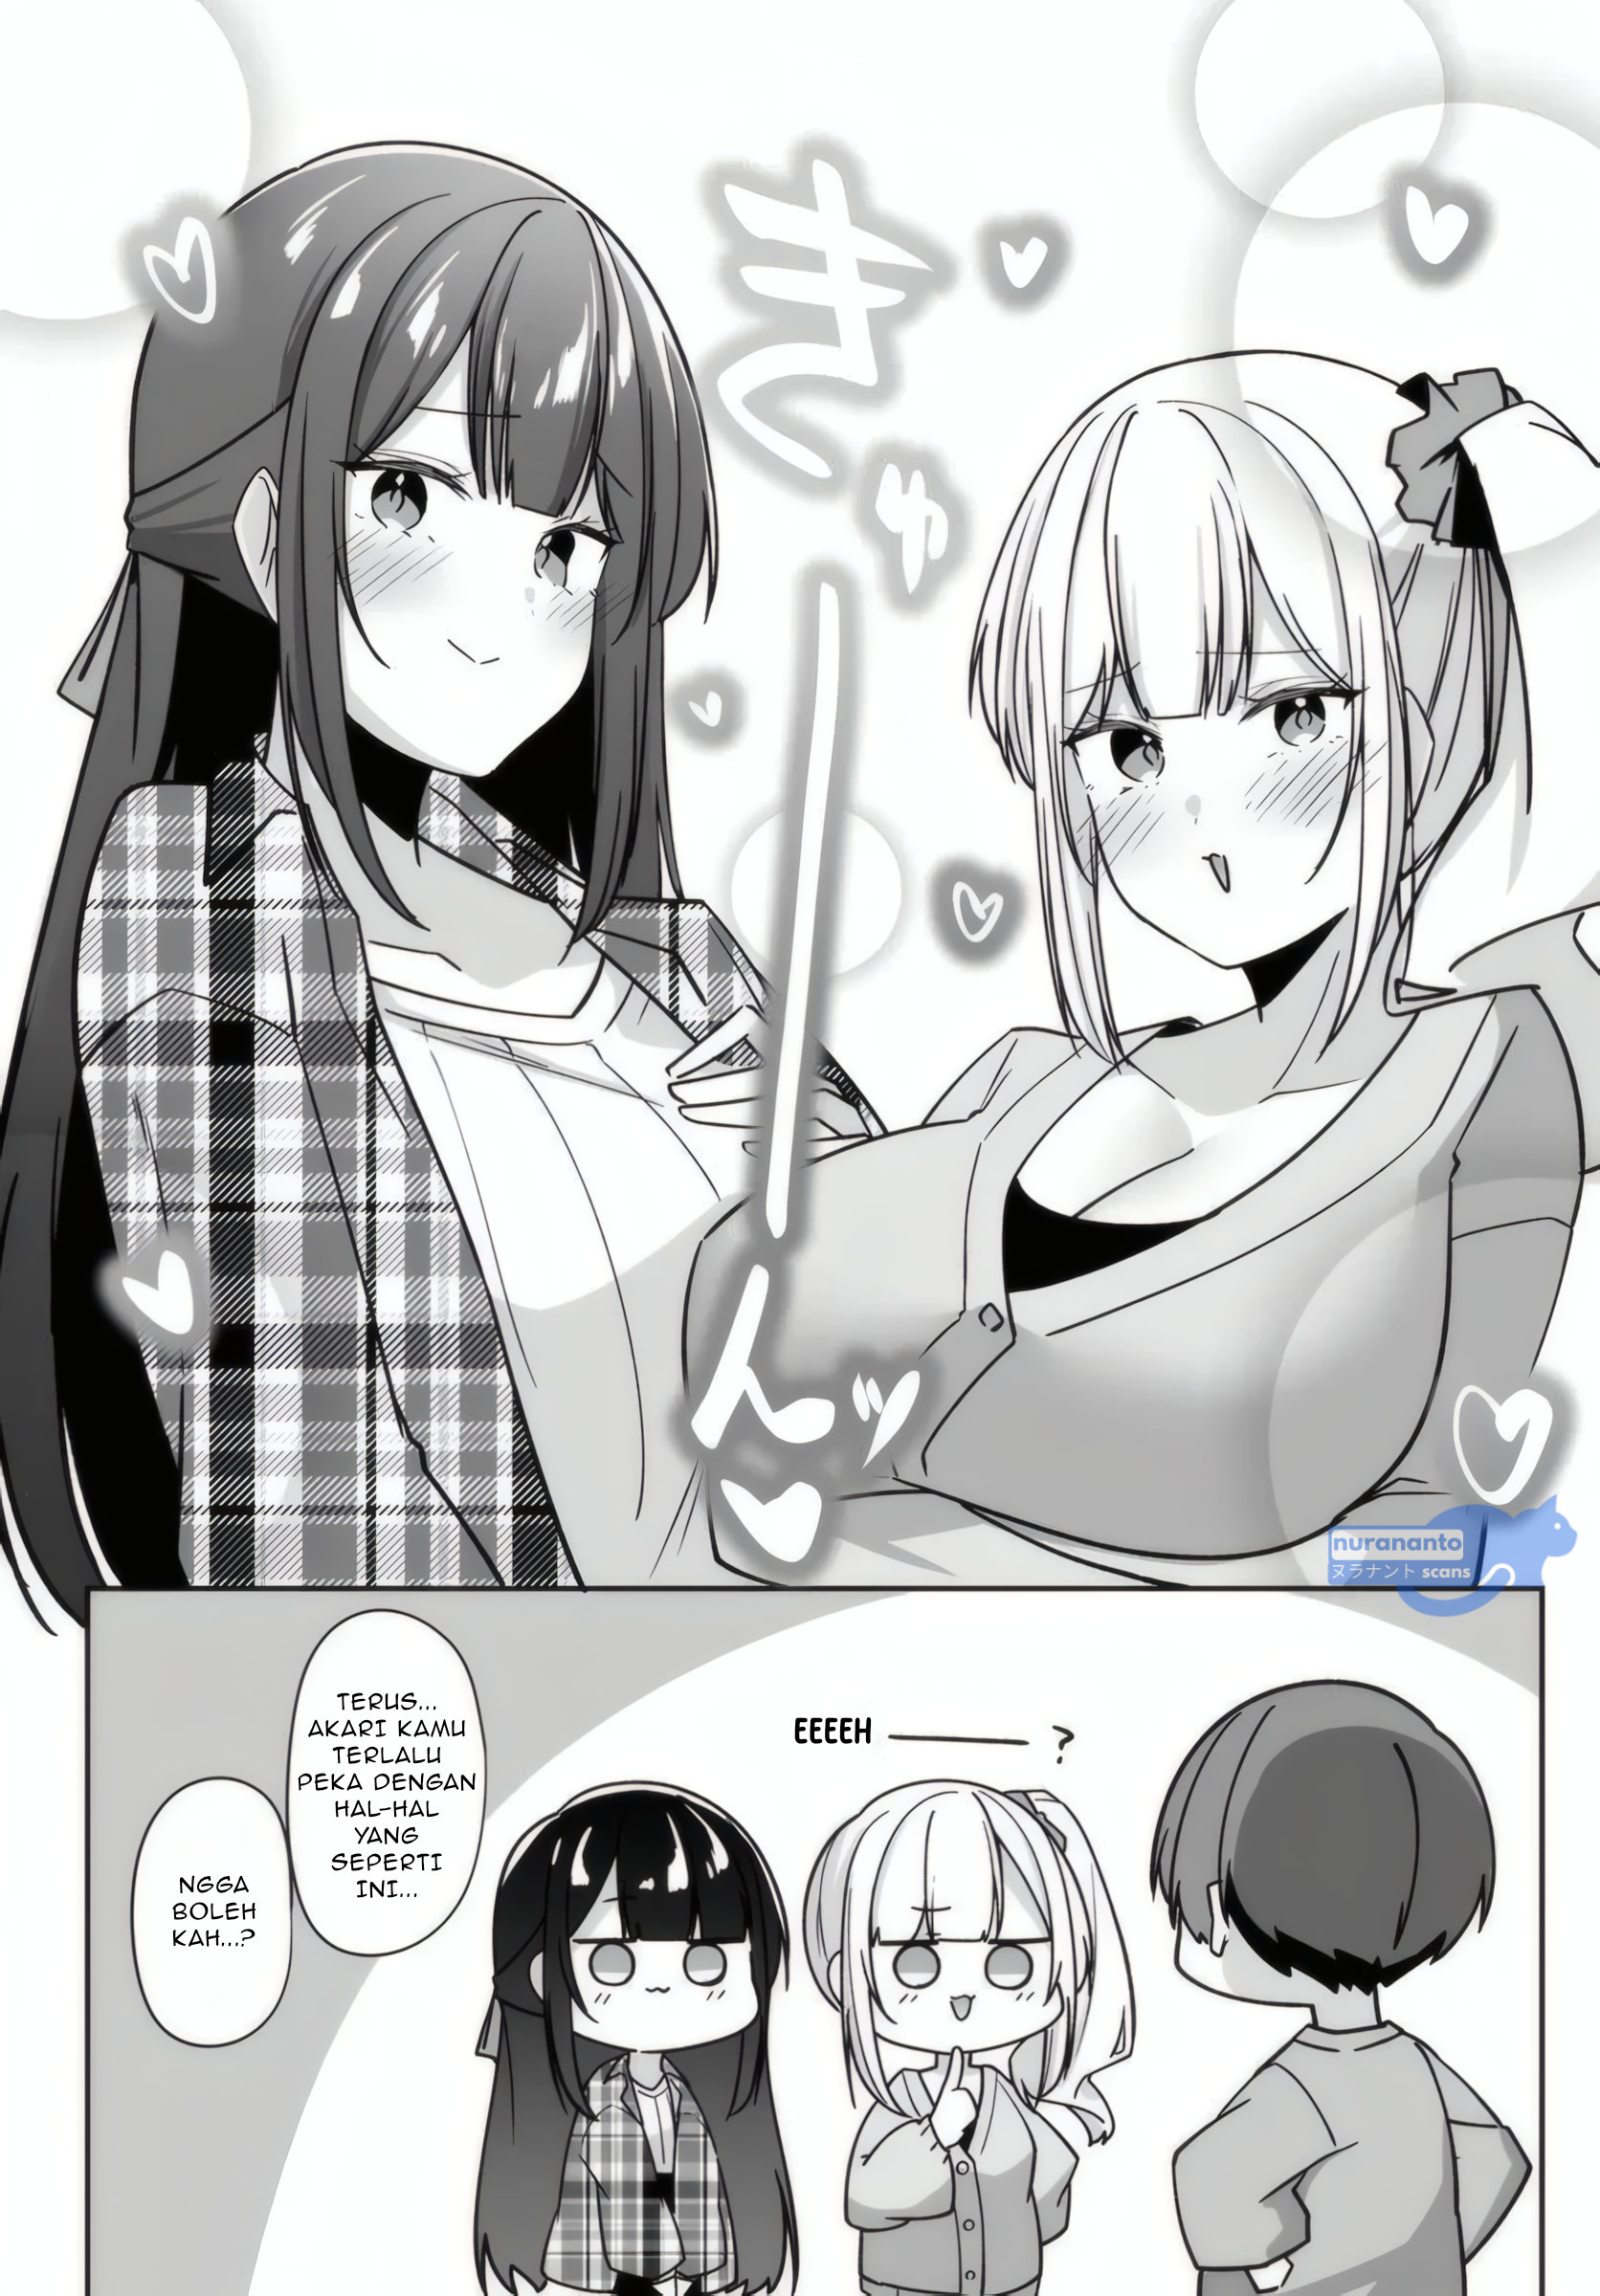 きゅーんッ
nurananto
ヌラナント scans
EEEEH ———?
TERUS...
AKARI KAMU
TERLALU
PEKA DENGAN
HAL-HAL
YANG
SEPERTI
INI...
NGGA
BOLEH
KAH...?